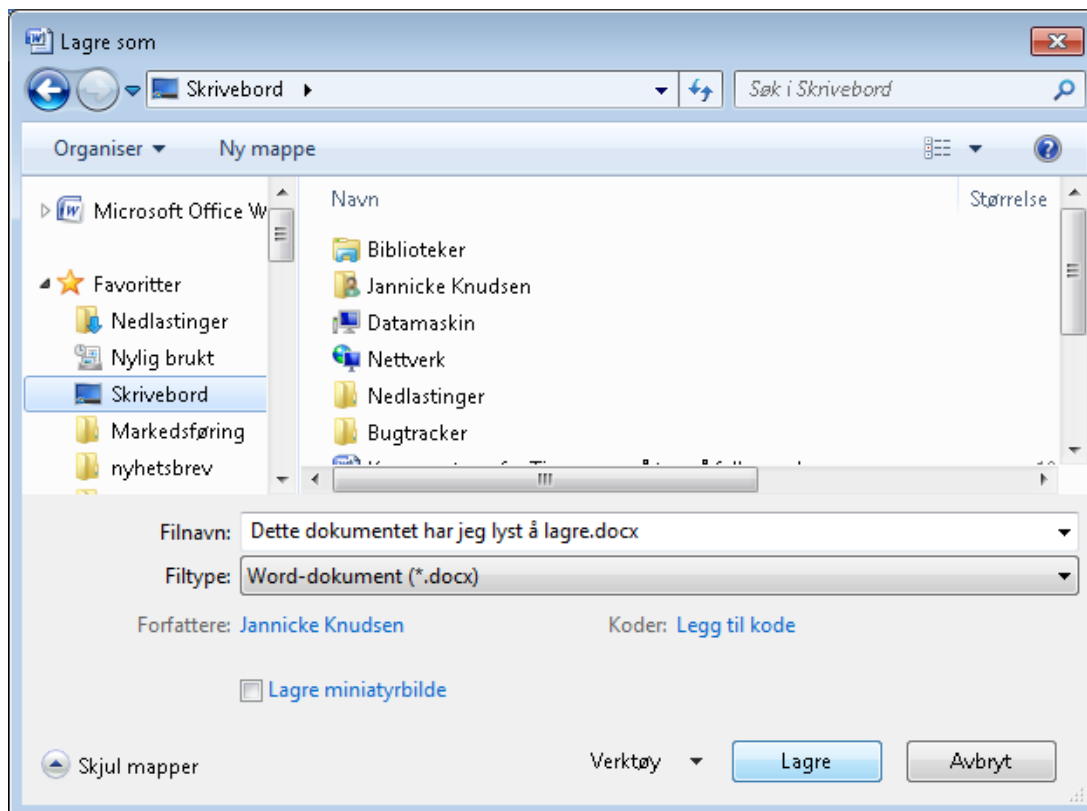 Lagre som
Skrivebord
Søk i Skrivebord
Organiser Ny mappe
Navn Størrelse
Microsoft Office W
Biblioteker
Favoritter
Jannicke Knudsen
Nedlastinger
Datamaskin
Nylig brukt
Nettverk
Skrivebord
Nedlastinger
Markedsføring
Bugtracker
nyhetsbrev
Filnavn: Dette dokumentet har jeg lyst å lagre.docx
Filtype: Word-dokument (*.docx)
Forfattere: Jannicke Knudsen Koder: Legg til kode
Lagre miniatyrbilde
Skjul mapper Verktøy Lagre Avbryt